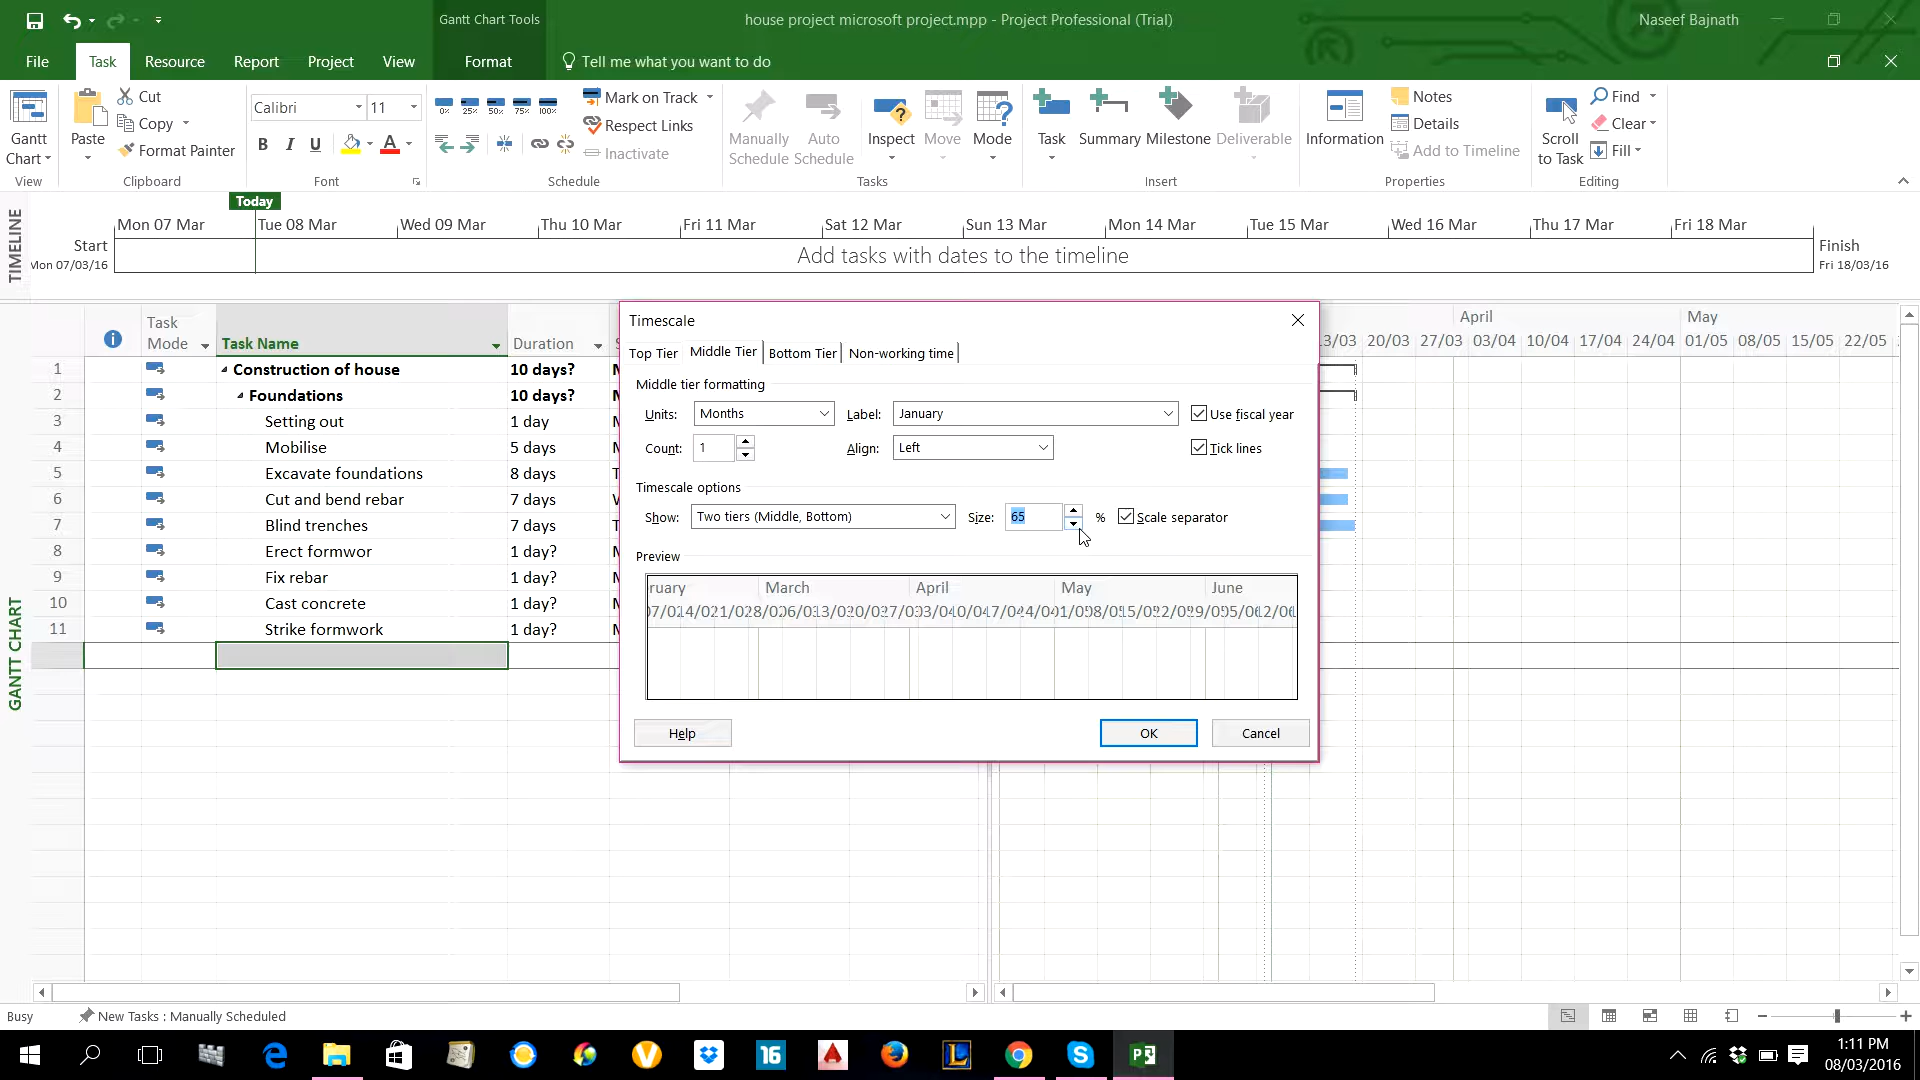 Gantt Chart Tools
house project microsoft project.mpp - Project Professional (Trial)
Naseef Bajnath
File
Task
Resource
Report
Project
View
Format
Tell me what you want to do
Gantt
Chart
View
Paste
Cut
Copy
Format Painter
Clipboard
Calibri
11
B
I
U
A
Font
0%
25%
50%
75%
100%
Mark on Track
Respect Links
Inactivate
Schedule
Manually
Schedule
Auto
Schedule
Inspect
Move
Mode
Tasks
Task
Summary
Milestone
Deliverable
Insert
Information
Notes
Details
Add to Timeline
Properties
Scroll
to Task
Find
Clear
Fill
Editing
TIMELINE
Today
Mon 07 Mar
Tue 08 Mar
Wed 09 Mar
Thu 10 Mar
Fri 11 Mar
Sat 12 Mar
Sun 13 Mar
Mon 14 Mar
Tue 15 Mar
Wed 16 Mar
Thu 17 Mar
Fri 18 Mar
Start
Mon 07/03/16
Add tasks with dates to the timeline
Finish
Fri 18/03/16
GANTT CHART
Task
Mode
Task Name
Duration
April
May
3/03 20/03 27/03 03/04 10/04 17/04 24/04 01/05 08/05 15/05 22/05
1 Construction of house 10 days?
2 Foundations 10 days?
3 Setting out 1 day
4 Mobilise 5 days
5 Excavate foundations 8 days
6 Cut and bend rebar 7 days
7 Blind trenches 7 days
8 Erect formwor 1 day?
9 Fix rebar 1 day?
10 Cast concrete 1 day?
11 Strike formwork 1 day?
Timescale
Top Tier
Middle Tier
Bottom Tier
Non-working time
Middle tier formatting
Units: Months
Label: January
Use fiscal year
Count: 1
Align: Left
Tick lines
Timescale options
Show: Two tiers (Middle, Bottom)
Size: 65 %
Scale separator
Preview
ruary
March
April
May
June
Help
OK
Cancel
Busy
New Tasks : Manually Scheduled
16
1:11 PM
08/03/2016